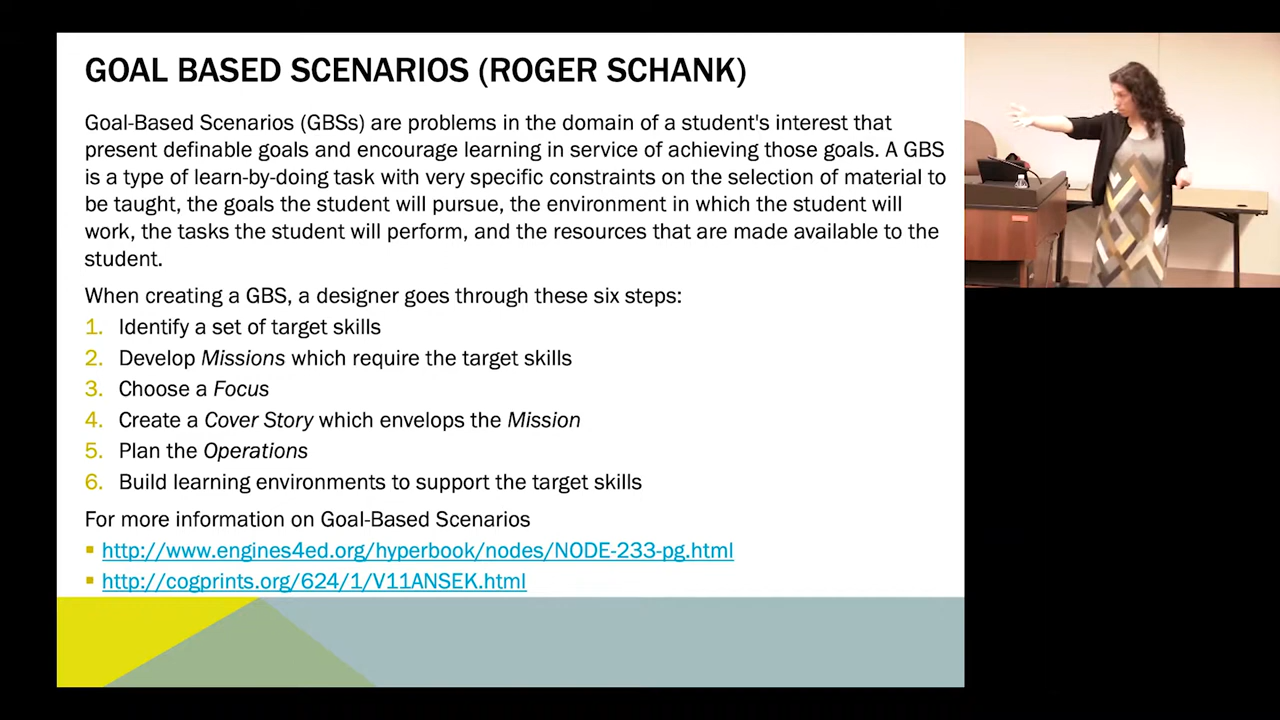 GOAL BASED SCENARIOS (ROGER SCHANK)
Goal-Based Scenarios (GBSs) are problems in the domain of a student's interest that
present definable goals and encourage learning in service of achieving those goals. A GBS
is a type of learn-by-doing task with very specific constraints on the selection of material to
be taught, the goals the student will pursue, the environment in which the student will
work, the tasks the student will perform, and the resources that are made available to the
student.
When creating a GBS, a designer goes through these six steps:
1. Identify a set of target skills
2. Develop Missions which require the target skills
3. Choose a Focus
4. Create a Cover Story which envelops the Mission
5. Plan the Operations
6. Build learning environments to support the target skills
For more information on Goal-Based Scenarios
▪ http://www.engines4ed.org/hyperbook/nodes/NODE-233-pg.html
▪ http://cogprints.org/624/1/V11ANSEK.html